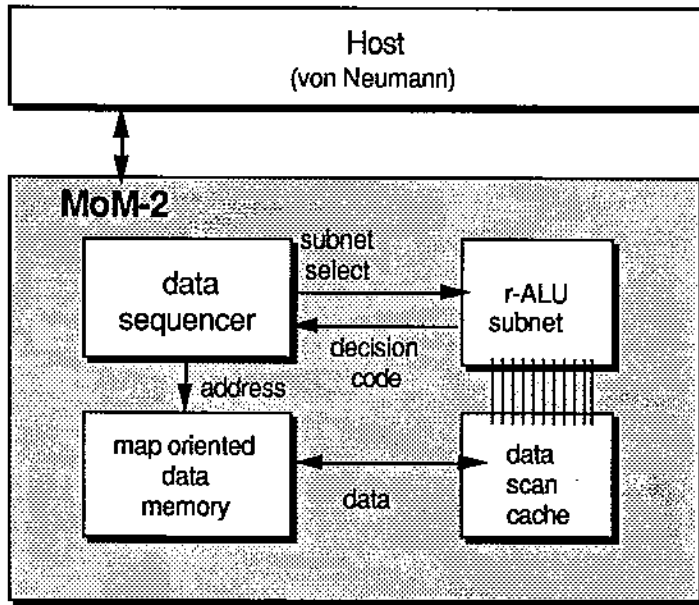 Host
(von Neumann)
MoM-2
subnet
select
data
sequencer
r-ALU
subnet
decision
code
address
map oriented
data
memory
data
data
scan
cache